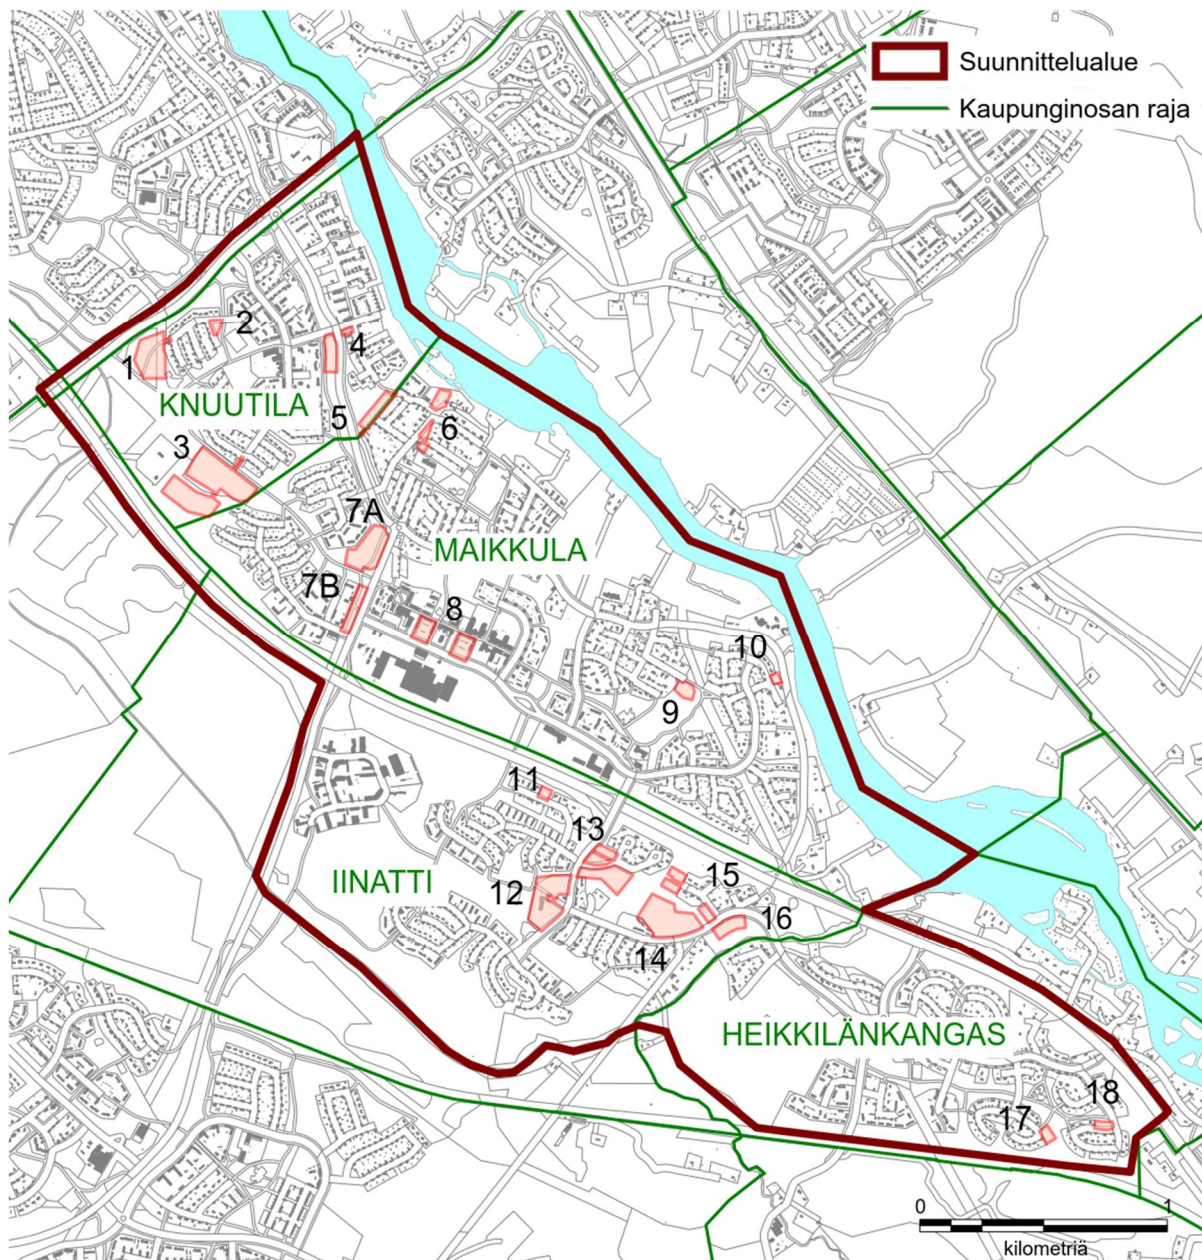 Suunnittelualue
Kaupunginosan raja
2
1
4
KNUUTILA
5
6
3
7A
MAIKKULA
7B
8
10
9
11
13
IINATTI
12
15
16
14
HEIKKILÄNKANGAS
18
17
0 1
kilometriä